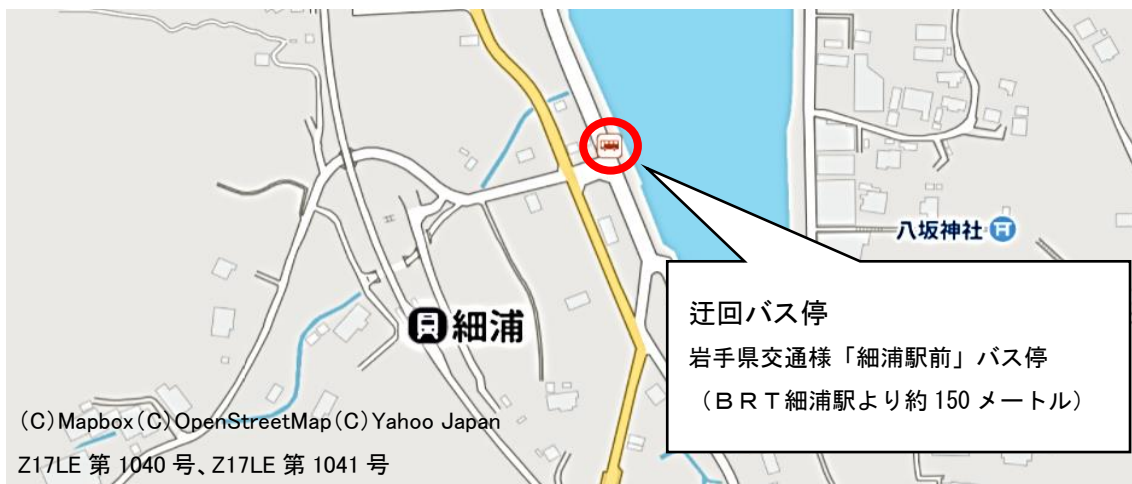 八坂神社
細浦
迂回バス停
岩手県交通様「細浦駅前」バス停
（ＢＲＴ細浦駅より約 150 メートル）
(C)Mapbox(C)OpenStreetMap(C)Yahoo Japan
Z17LE 第 1040 号、Z17LE 第 1041 号